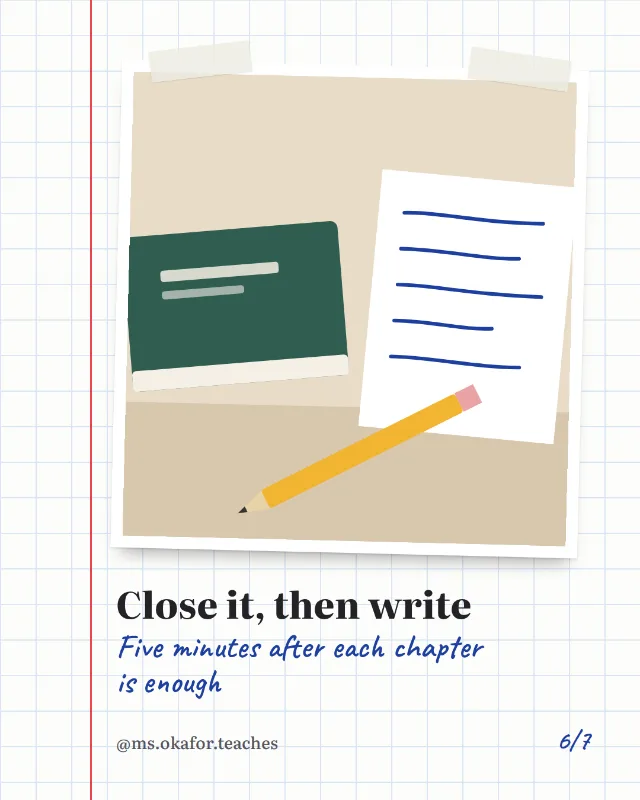 Close it, then write
Five minutes after each chapter
is enough
@ms.okafor.teaches
6/7